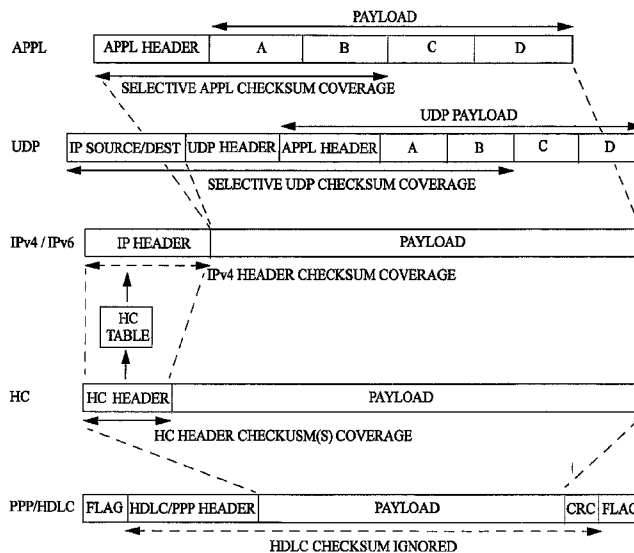 PAYLOAD
APPL APPL HEADER A B C D
SELECTIVE APPL CHECKSUM COVERAGE
UDP PAYLOAD
UDP IP SOURCE/DEST UDP HEADER APPL HEADER A B C D
SELECTIVE UDP CHECKSUM COVERAGE
IPv4 / IPv6 IP HEADER PAYLOAD
IPv4 HEADER CHECKSUM COVERAGE
HC
TABLE
HC HC HEADER PAYLOAD
HC HEADER CHECKUSM(S) COVERAGE
PPP/HDLC FLAG HDLC/PPP HEADER PAYLOAD CRC FLAG
HDLC CHECKSUM IGNORED